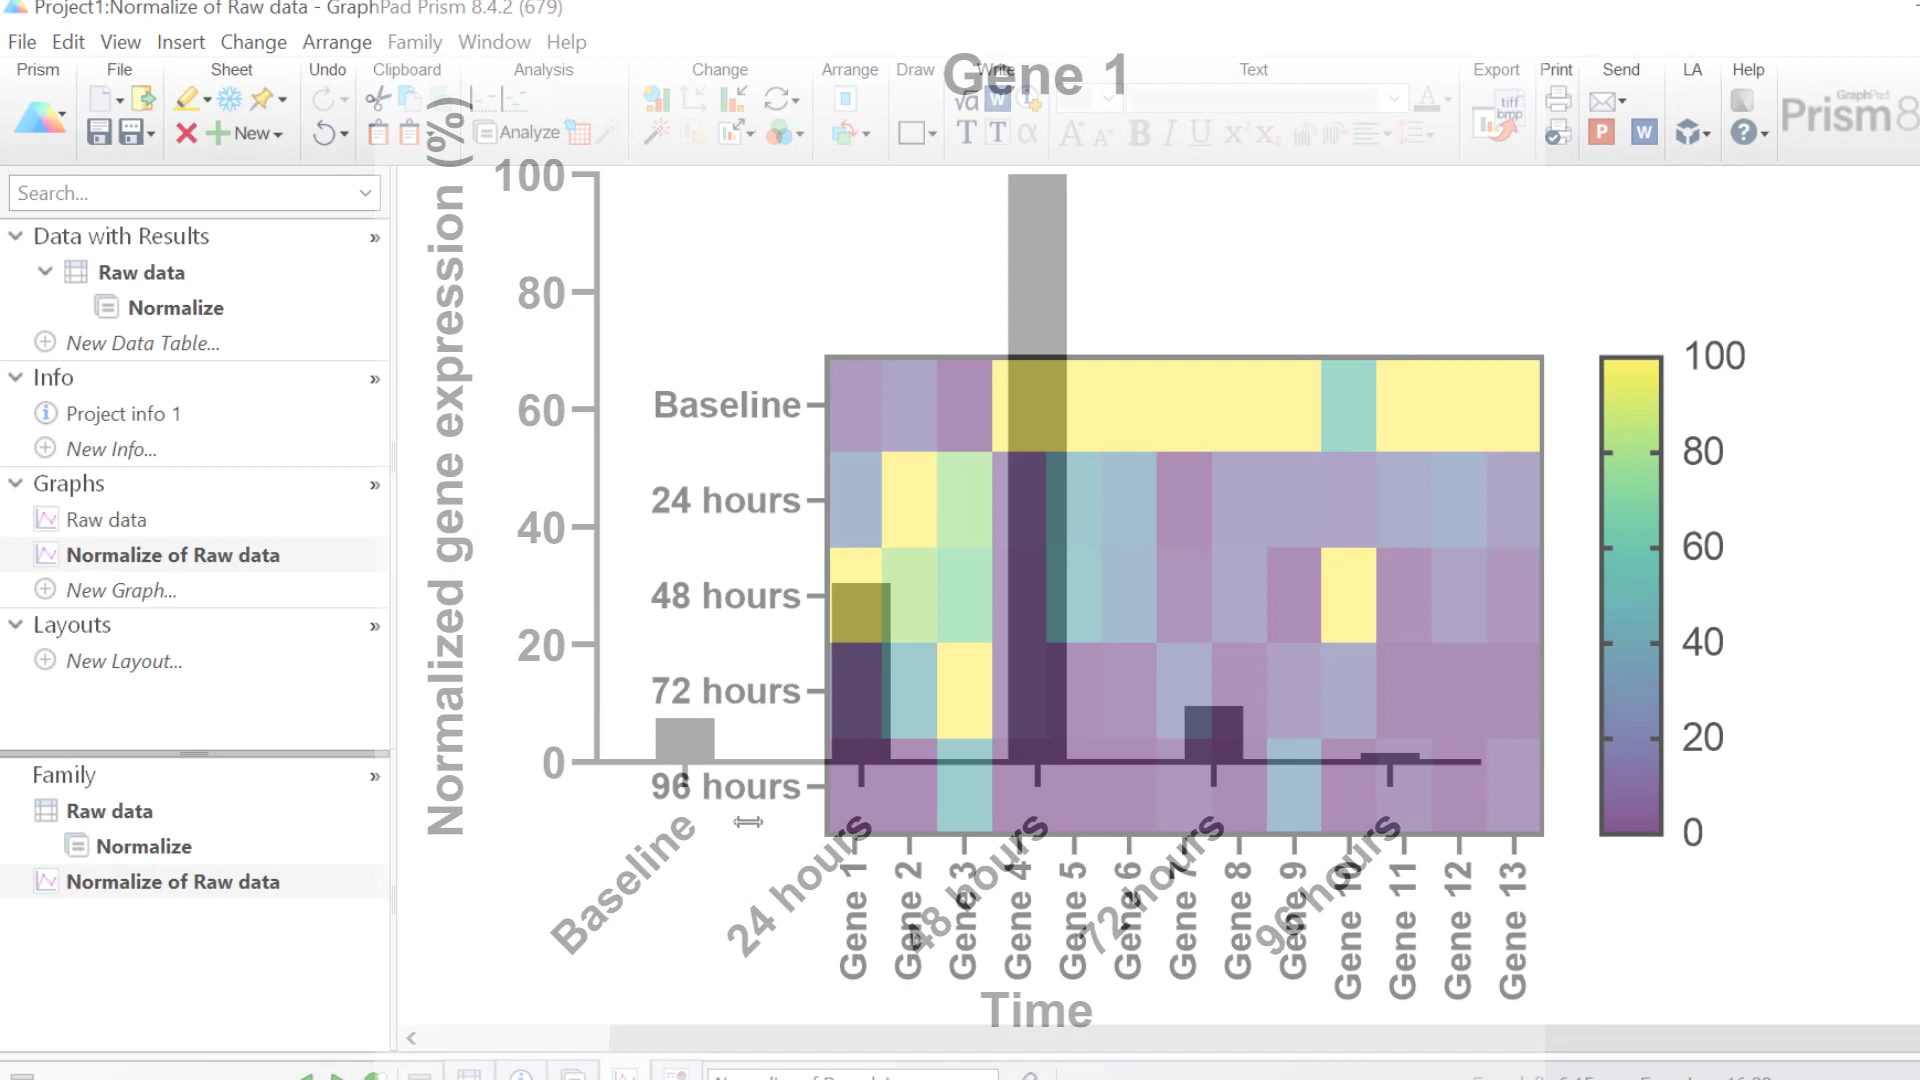 Project1:Normalize of Raw data - GraphPad Prism 8.4.2 (679)
File Edit View Insert Change Arrange Family Window Help
Prism File Sheet Undo Clipboard Analysis Change Arrange Draw Write Text Export Print Send LA Help
New
Analyze
tiff
bmp
GraphPad
Prism 8
Gene 1
Search...
Data with Results
Raw data
Normalize
New Data Table...
Info
Project info 1
New Info...
Graphs
Raw data
Normalize of Raw data
New Graph...
Layouts
New Layout...
Family
Raw data
Normalize
Normalize of Raw data
Normalized gene expression (%)
100
80
60
40
20
0
Baseline
24 hours
48 hours
72 hours
96 hours
Time
Baseline
24 hours
48 hours
72 hours
96 hours
Gene 1
Gene 2
Gene 3
Gene 4
Gene 5
Gene 6
Gene 7
Gene 8
Gene 9
Gene 10
Gene 11
Gene 12
Gene 13
100
80
60
40
20
0